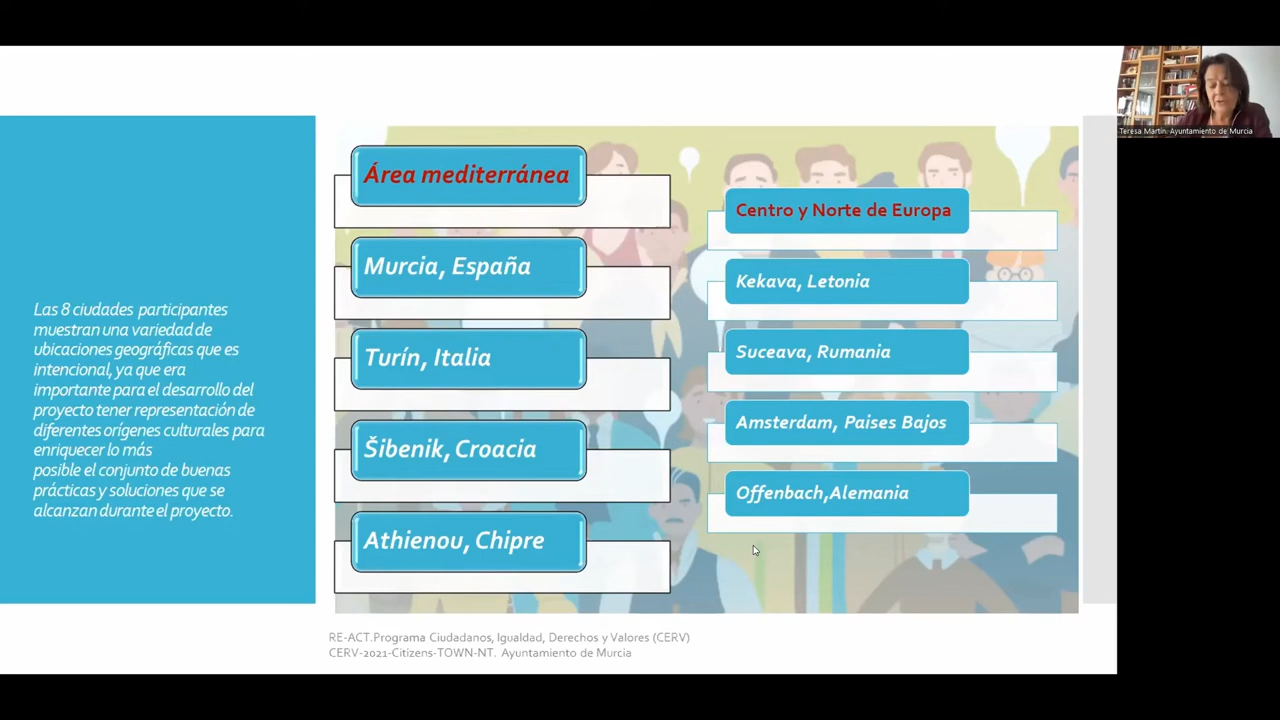 Las 8 ciudades participantes
muestran una variedad de
ubicaciones geográficas que es
intencional, ya que era
importante para el desarrollo del
proyecto tener representación de
diferentes orígenes culturales para
enriquecer lo más
posible el conjunto de buenas
prácticas y soluciones que se
alcanzan durante el proyecto.
Área mediterránea
Murcia, España
Turín, Italia
Šibenik, Croacia
Athienou, Chipre
Centro y Norte de Europa
Kekava, Letonia
Suceava, Rumania
Amsterdam, Paises Bajos
Offenbach,Alemania
RE-ACT.Programa Ciudadanos, Igualdad, Derechos y Valores (CERV)
CERV-2021-Citizens-TOWN-NT. Ayuntamiento de Murcia
Teresa Martín. Ayuntamiento de Murcia